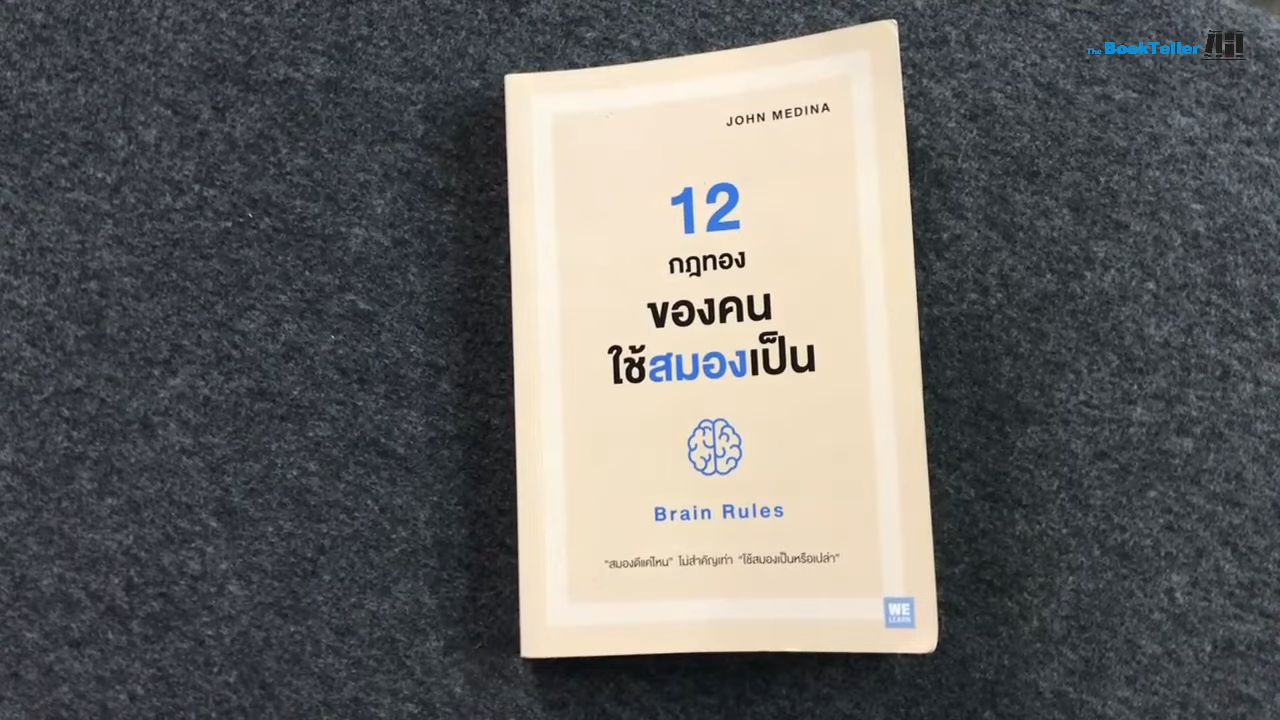 The BookTeller
JOHN MEDINA
12
กฎทอง
ของคน
ใช้สมองเป็น
Brain Rules
"สมองดีแค่ไหน" ไม่สำคัญเท่า "ใช้สมองเป็นหรือเปล่า"
WE
LEARN